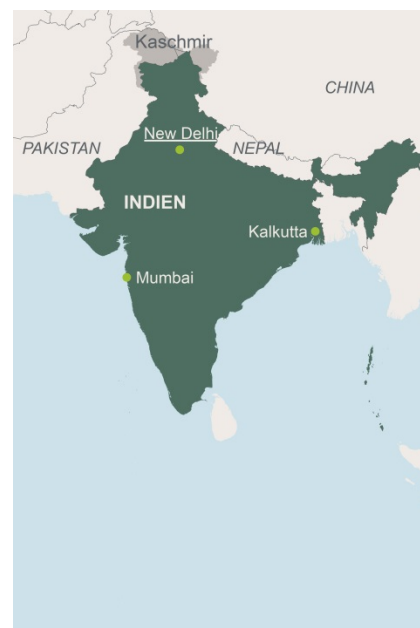 Kaschmir
CHINA
New Delhi
PAKISTAN
NEPAL
INDIEN
Kalkutta
Mumbai